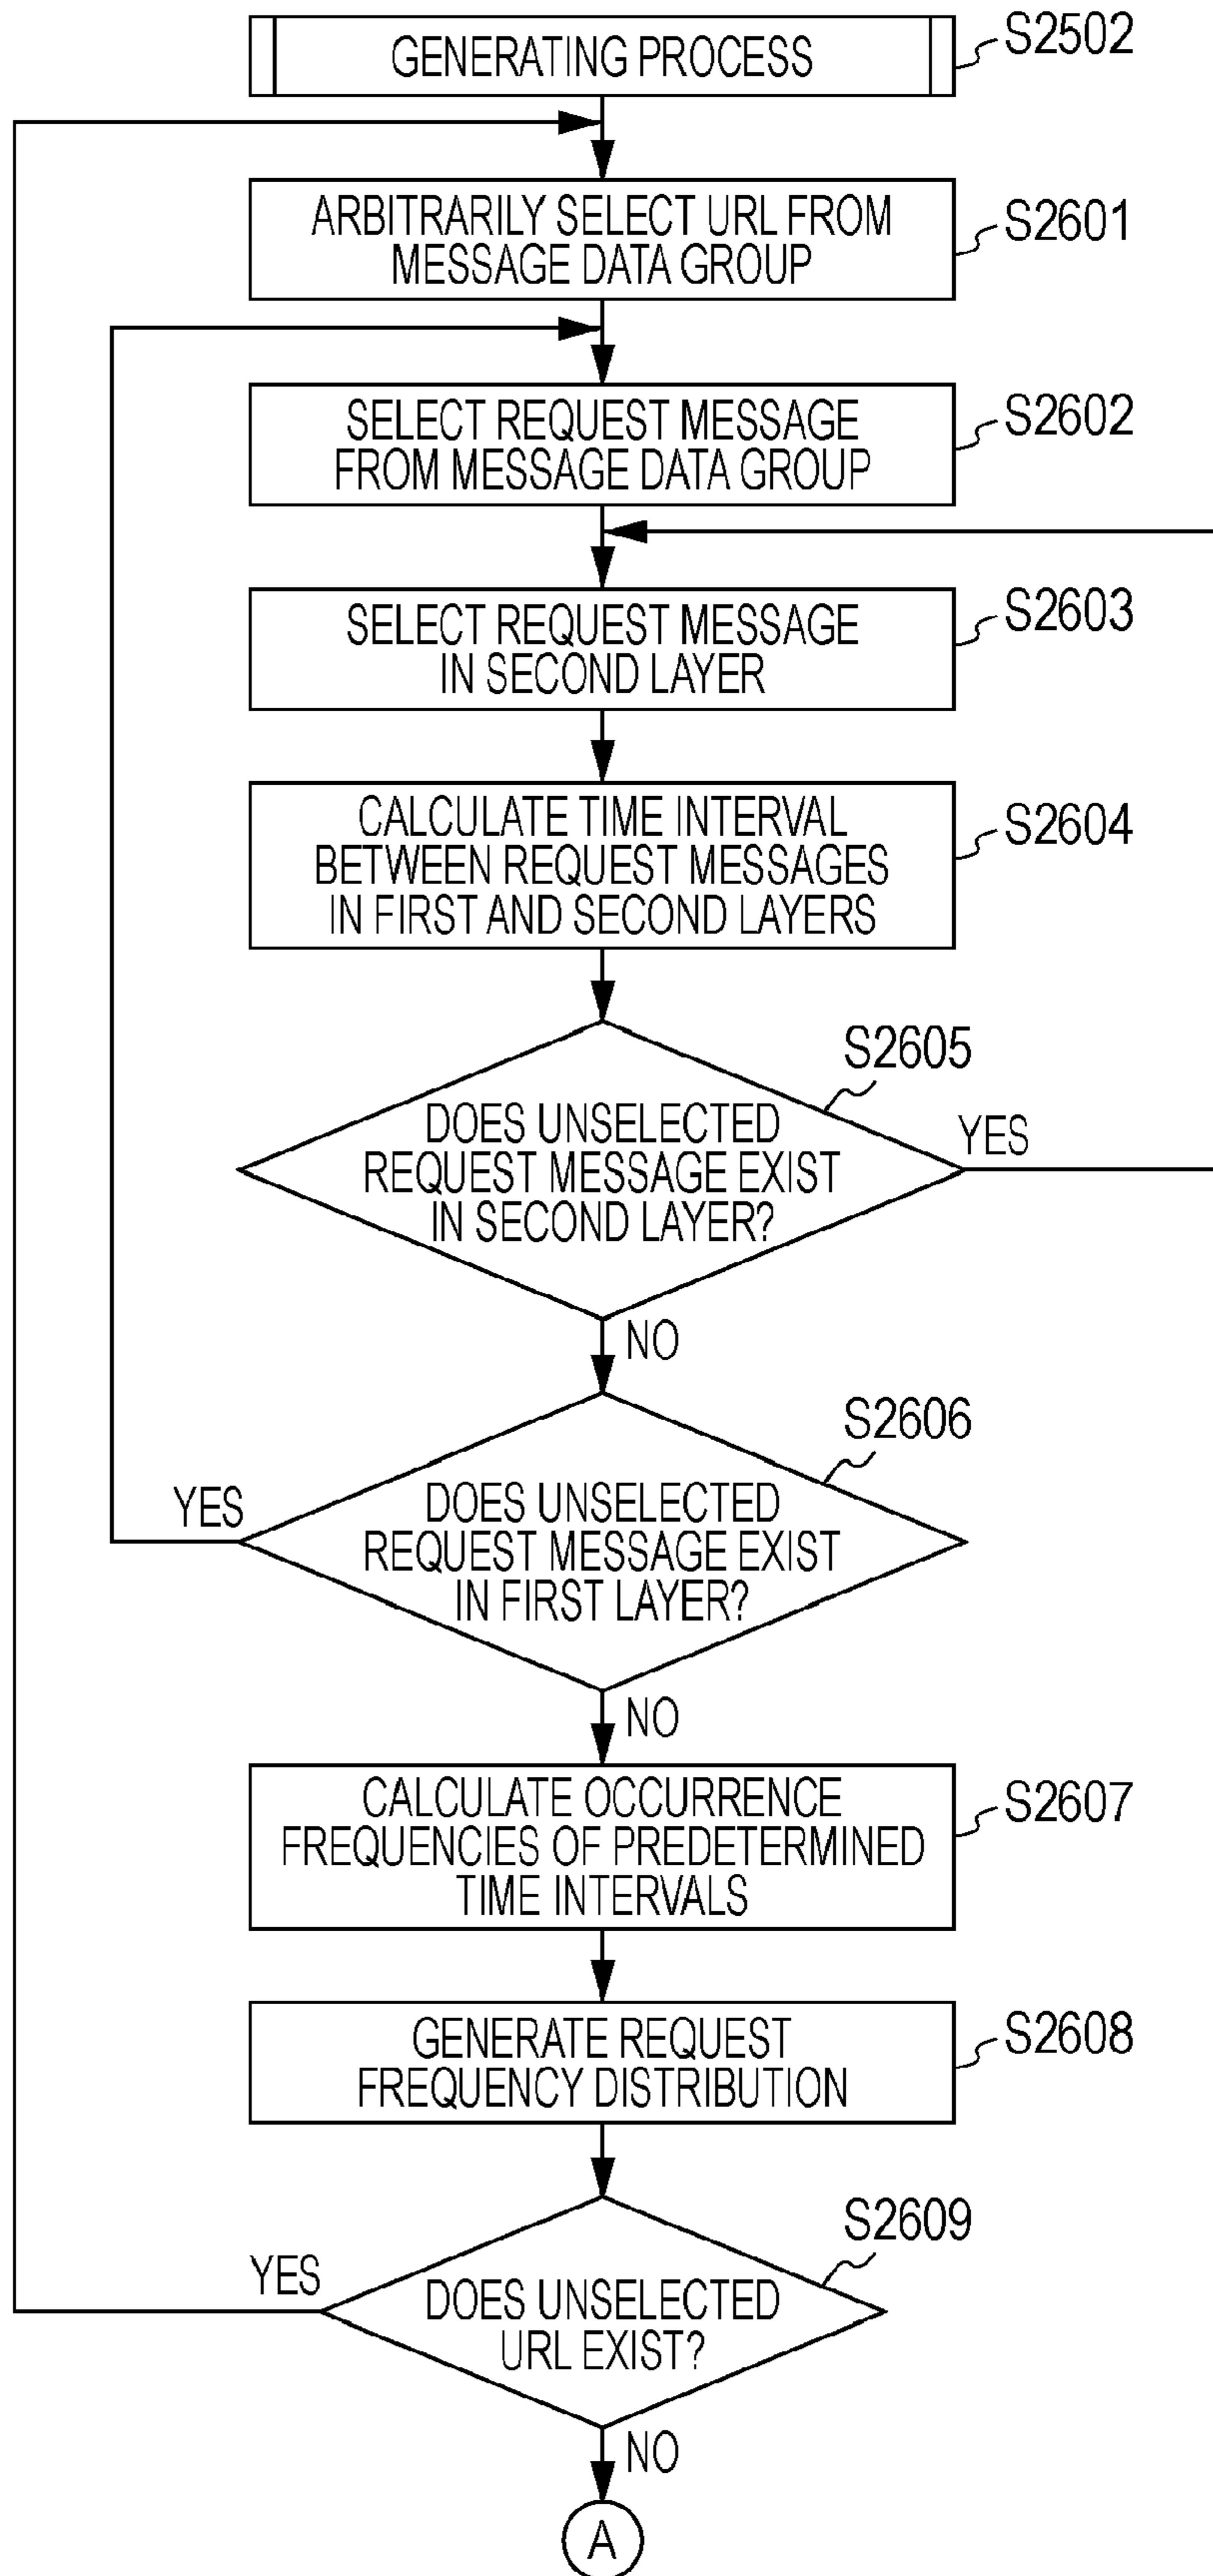 GENERATING PROCESS
S2502
ARBITRARILY SELECT URL FROM
MESSAGE DATA GROUP
S2601
SELECT REQUEST MESSAGE
FROM MESSAGE DATA GROUP
S2602
SELECT REQUEST MESSAGE
IN SECOND LAYER
S2603
CALCULATE TIME INTERVAL
BETWEEN REQUEST MESSAGES
IN FIRST AND SECOND LAYERS
S2604
S2605
DOES UNSELECTED
REQUEST MESSAGE EXIST
IN SECOND LAYER?
YES
NO
S2606
DOES UNSELECTED
REQUEST MESSAGE EXIST
IN FIRST LAYER?
YES
NO
CALCULATE OCCURRENCE
FREQUENCIES OF PREDETERMINED
TIME INTERVALS
S2607
GENERATE REQUEST
FREQUENCY DISTRIBUTION
S2608
S2609
DOES UNSELECTED
URL EXIST?
YES
NO
A